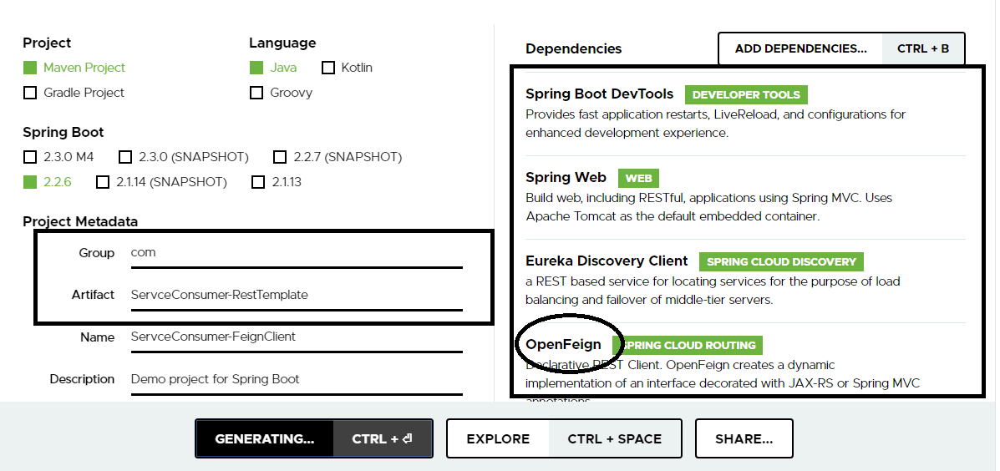 Project
Language
Maven Project
Java
Kotlin
Gradle Project
Groovy
Spring Boot
2.3.0 M4
2.3.0 (SNAPSHOT)
2.2.7 (SNAPSHOT)
2.2.6
2.1.14 (SNAPSHOT)
2.1.13
Project Metadata
Group
com
Artifact
ServceConsumer-RestTemplate
Name
ServceConsumer-FeignClient
Description
Demo project for Spring Boot
Dependencies
ADD DEPENDENCIES...
CTRL + B
Spring Boot DevTools
DEVELOPER TOOLS
Provides fast application restarts, LiveReload, and configurations for
enhanced development experience.
Spring Web
WEB
Build web, including RESTful, applications using Spring MVC. Uses
Apache Tomcat as the default embedded container.
Eureka Discovery Client
SPRING CLOUD DISCOVERY
a REST based service for locating services for the purpose of load
balancing and failover of middle-tier servers.
OpenFeign
SPRING CLOUD ROUTING
Declarative REST Client. OpenFeign creates a dynamic
implementation of an interface decorated with JAX-RS or Spring MVC
annotations.
GENERATING...
CTRL + ⏎
EXPLORE
CTRL + SPACE
SHARE...